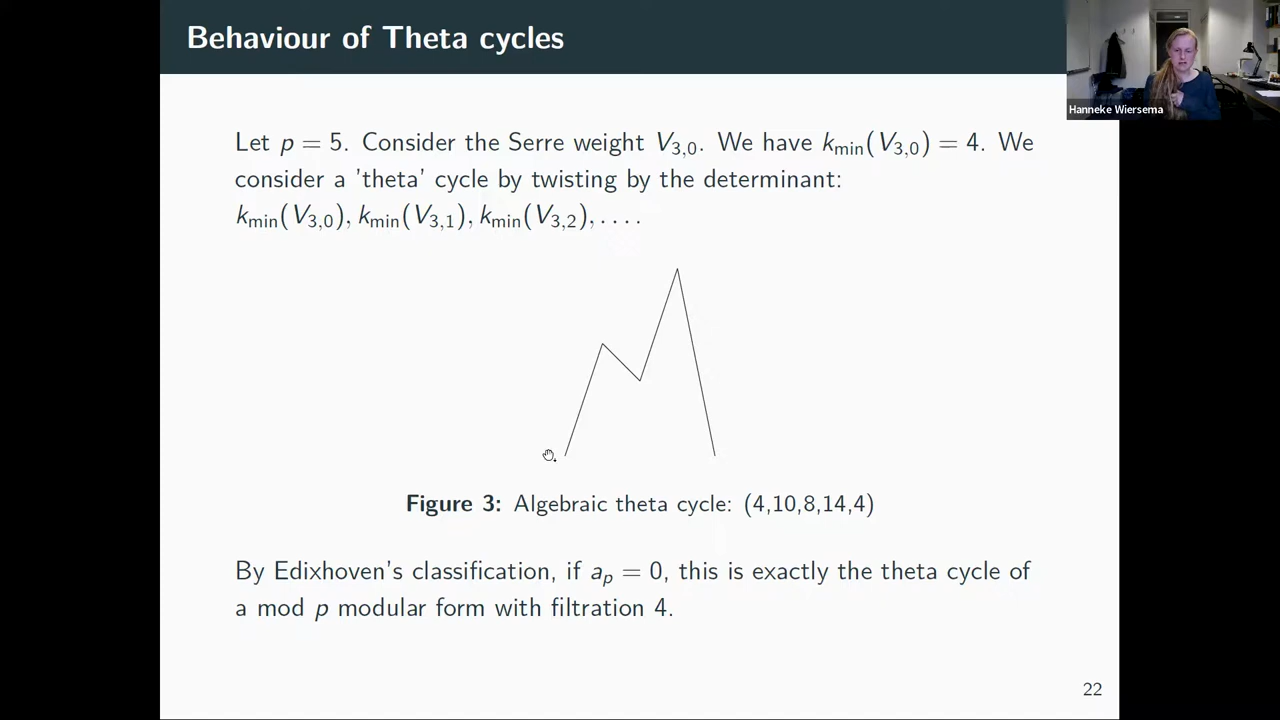 Behaviour of Theta cycles
Hanneke Wiersema
Let p = 5. Consider the Serre weight V₃,₀. We have kₘᵢₙ(V₃,₀) = 4. We
consider a 'theta' cycle by twisting by the determinant:
kₘᵢₙ(V₃,₀), kₘᵢₙ(V₃,₁), kₘᵢₙ(V₃,₂), . . . .
Figure 3: Algebraic theta cycle: (4,10,8,14,4)
By Edixhoven's classification, if aₚ = 0, this is exactly the theta cycle of
a mod p modular form with filtration 4.
22